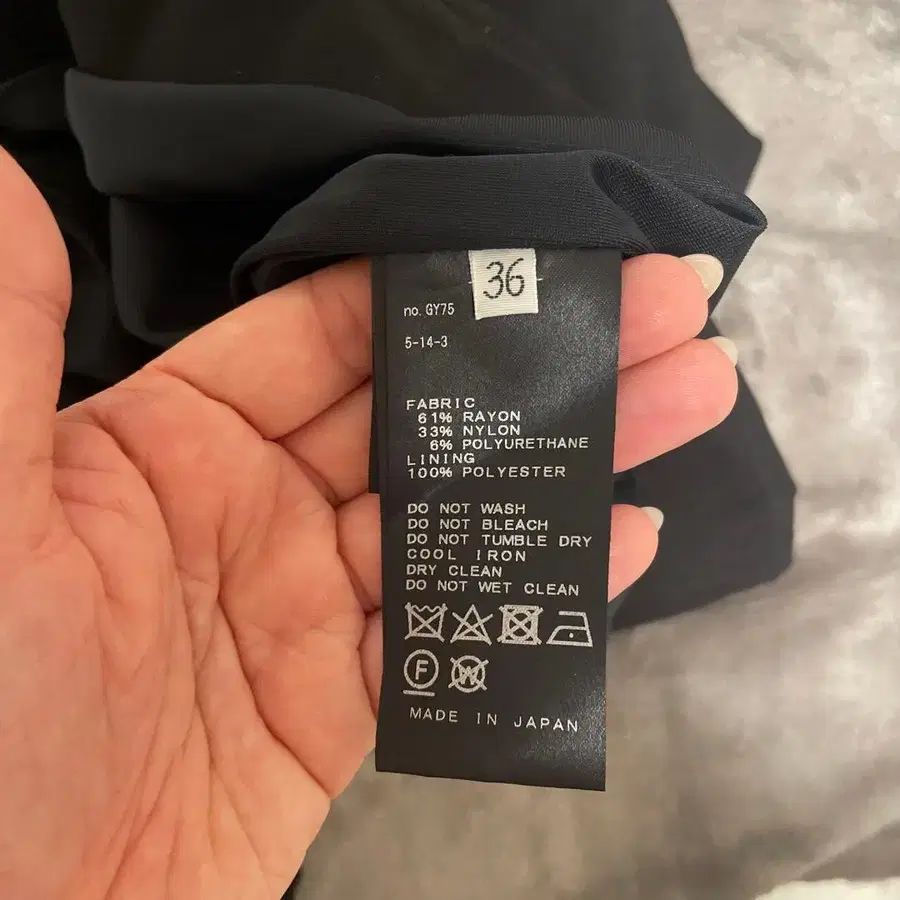 36
no. GY75
5-14-3
FABRIC
61% RAYON
33% NYLON
6% POLYURETHANE
LINING
100% POLYESTER
DO NOT WASH
DO NOT BLEACH
DO NOT TUMBLE DRY
COOL IRON
DRY CLEAN
DO NOT WET CLEAN
F W
MADE IN JAPAN